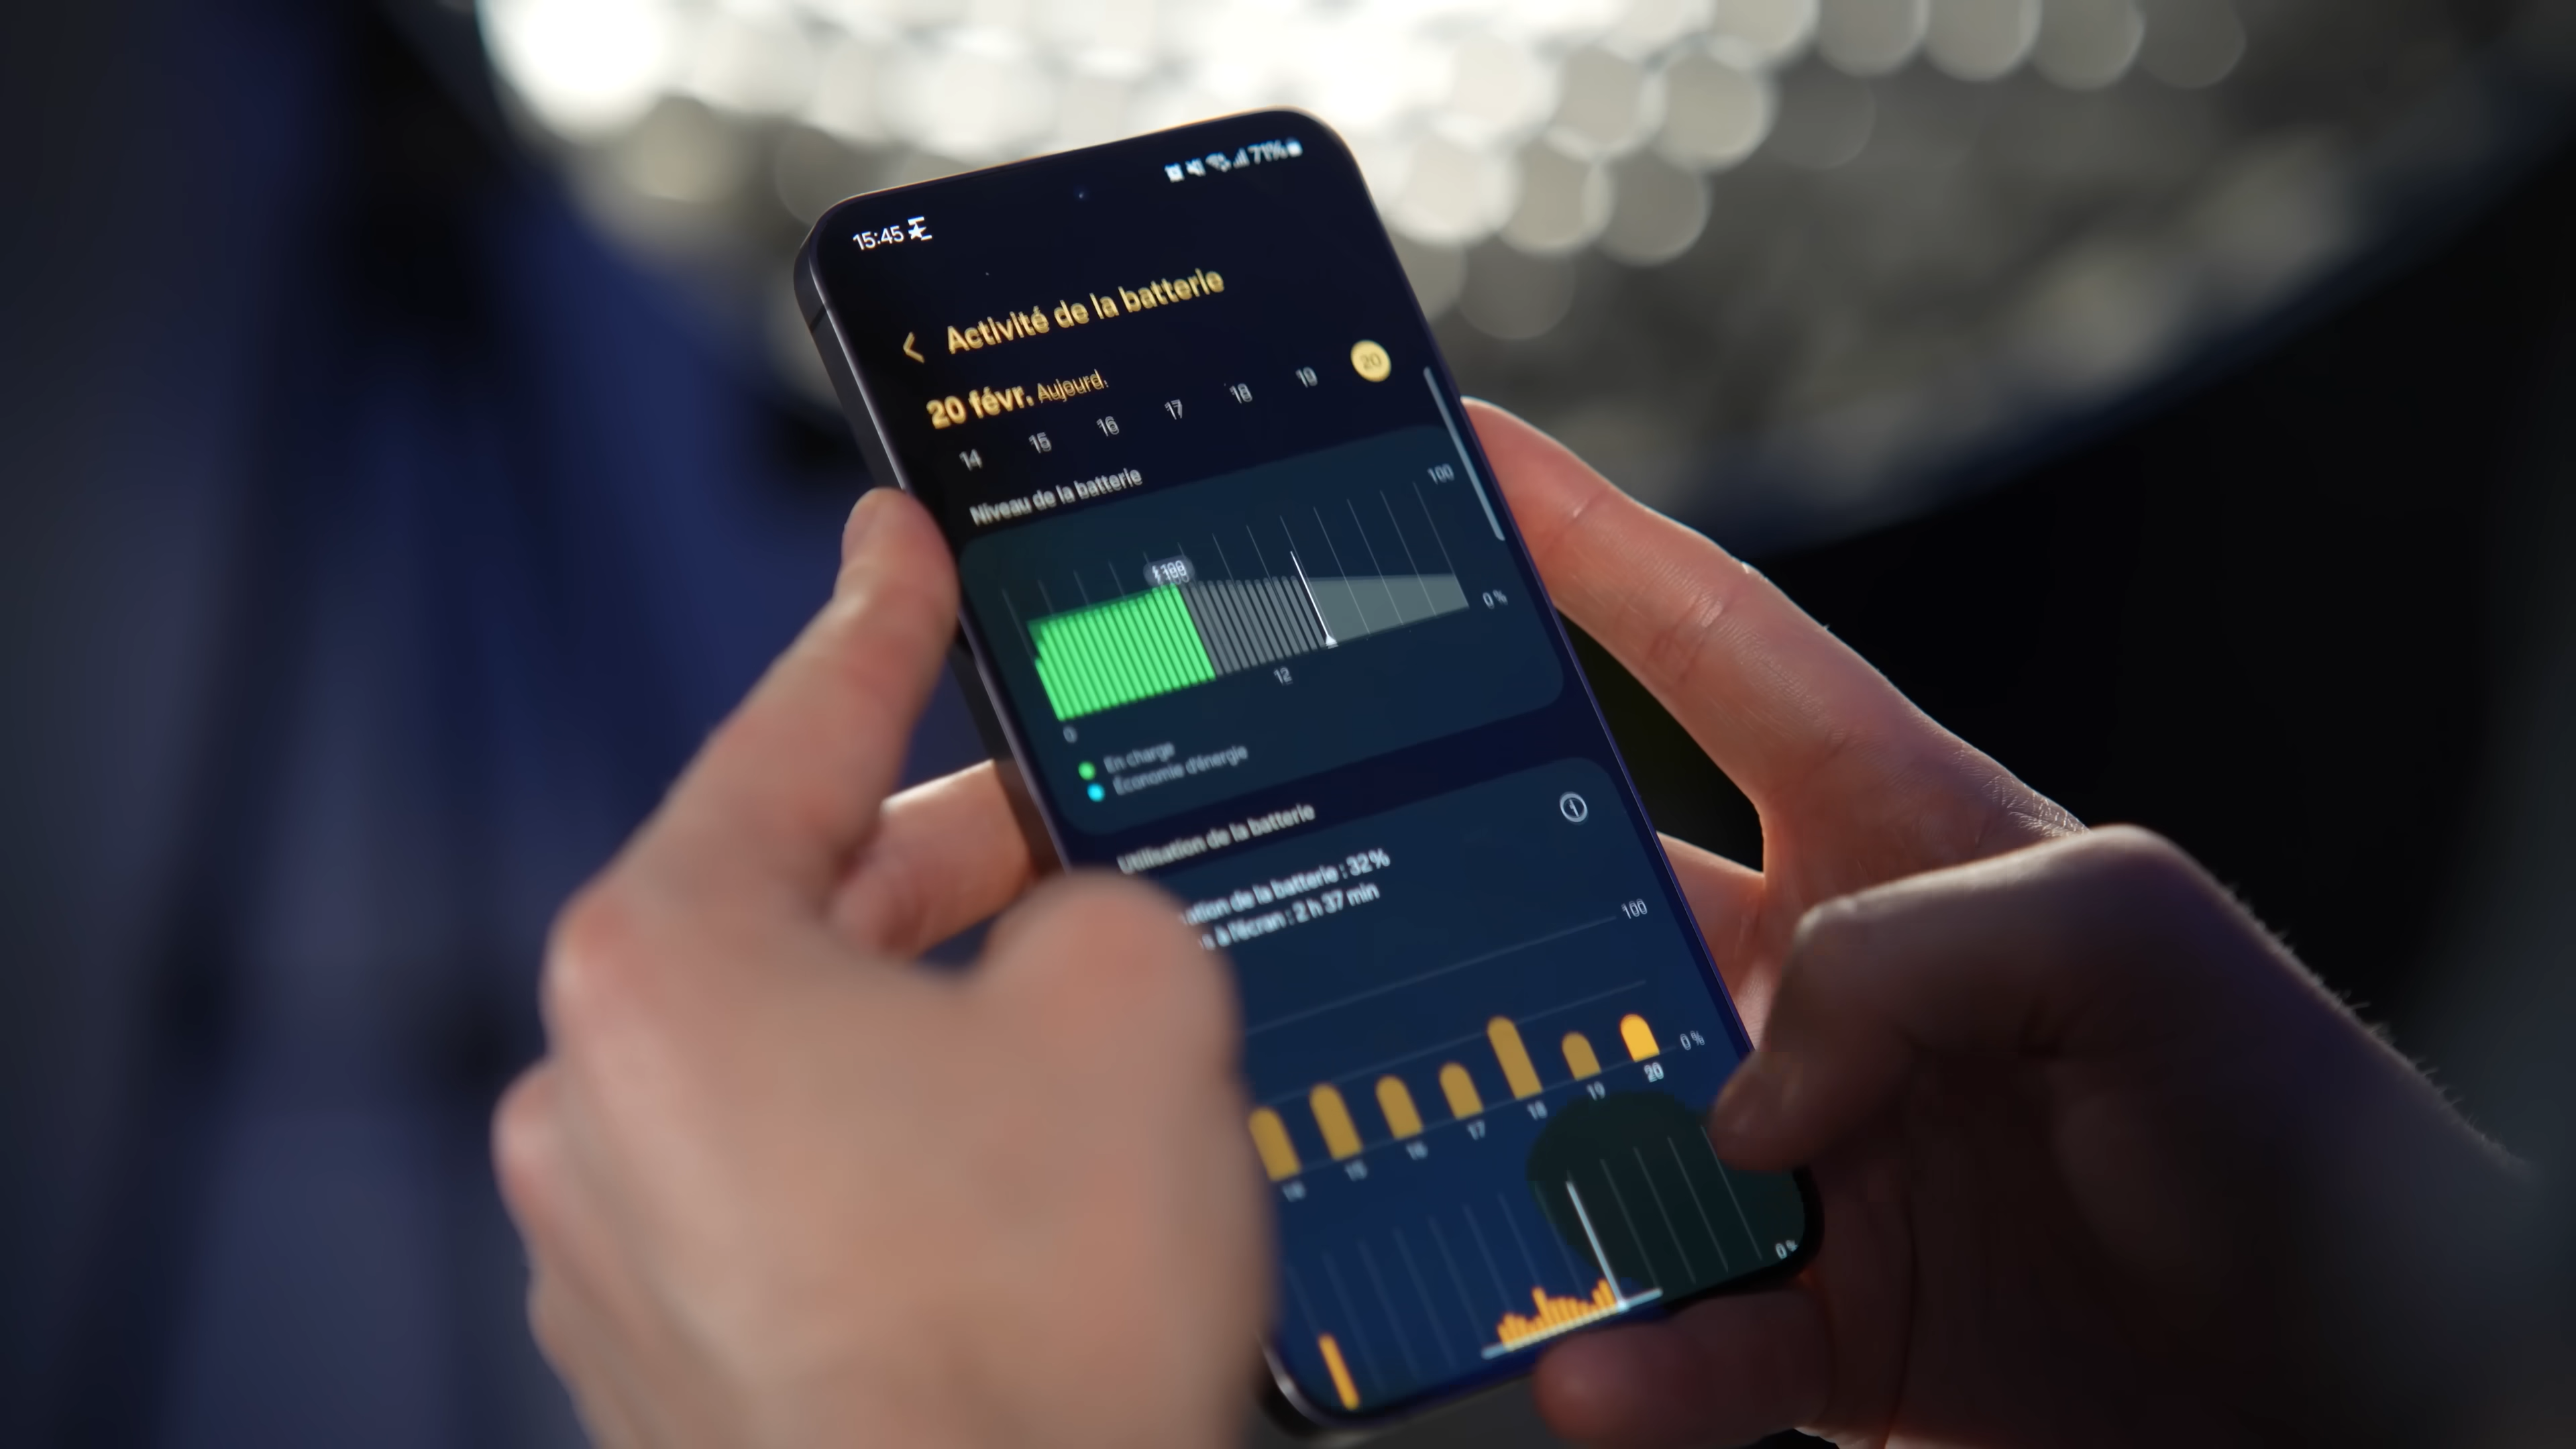 15:45
71%
Activité de la batterie
20 févr. Aujourd.
14 15 16 17 18 19 20
Niveau de la batterie
100
0 %
12
0
En charge
Économie d'énergie
Utilisation de la batterie
ation de la batterie : 32 %
s à l'écran : 2 h 37 min
100
0 %
14 15 16 17 18 19 20
0 %